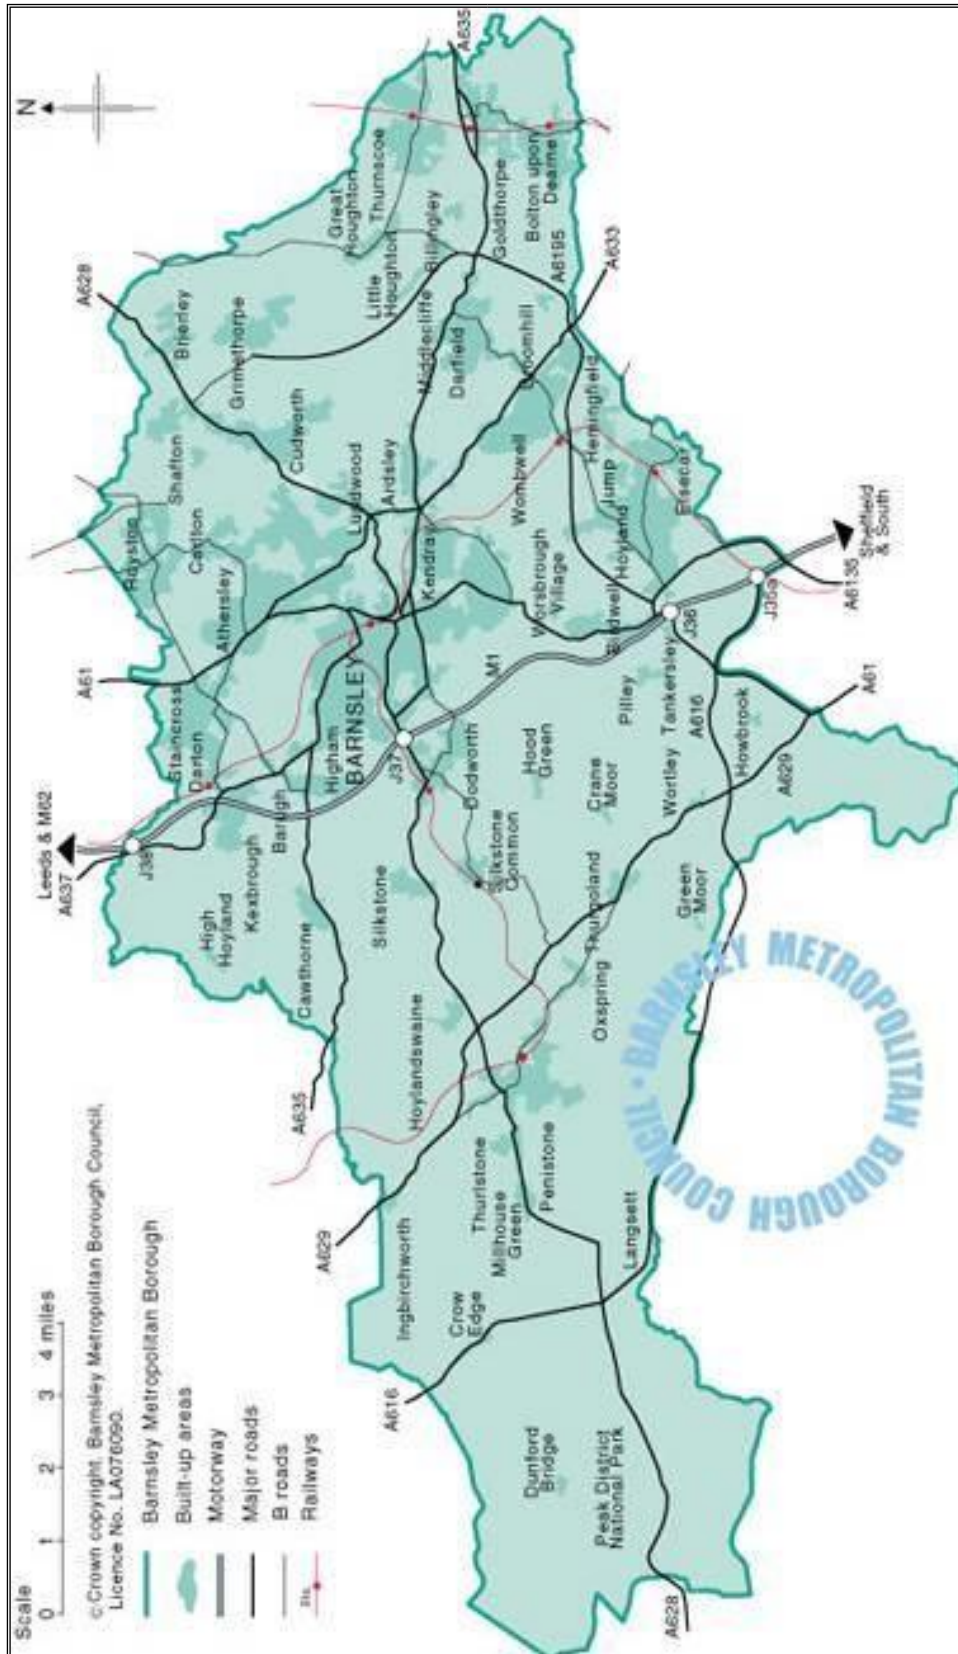 Scale
0 1 2 3 4 miles
©Crown copyright. Barnsley Metropolitan Borough Council,
Licence No. LA076090.
Barnsley Metropolitan Borough
Built-up areas
Motorway
Major roads
B roads
Railways
Stn.
N
Leeds & M62
A637
J38
A61
A628
A635
Staincross
Darton
Royston
Shafton
Carlton
Athersley
Brierley
Grimethorpe
Cudworth
Great
Houghton
Thurnscoe
Little
Houghton
Billingley
High
Hoyland
Kexbrough
Barugh
Higham
BARNSLEY
Lundwood
Ardsley
Kendray
Middlecliffe
Darfield
Goldthorpe
Bolton upon
Dearne
A6195
A633
Cawthorne
A635
Silkstone
J37
M1
Dodworth
Silkstone
Common
Hood
Green
Worsbrough
Village
Wombwell
Broomhill
Hemingfield
Jump
Hoyland
Elsecar
Birdwell
J36
J35a
Sheffield
& South
A6135
Hoylandswaine
Oxspring
Thurgoland
Crane
Moor
Pilley
Tankersley
Wortley
A616
Howbrook
A61
A629
Green
Moor
A629
Ingbirchworth
Thurlstone
Millhouse
Green
Penistone
Crow
Edge
Langsett
A616
Dunford
Bridge
Peak District
National Park
A628
BARNSLEY METROPOLITAN BOROUGH COUNCIL •